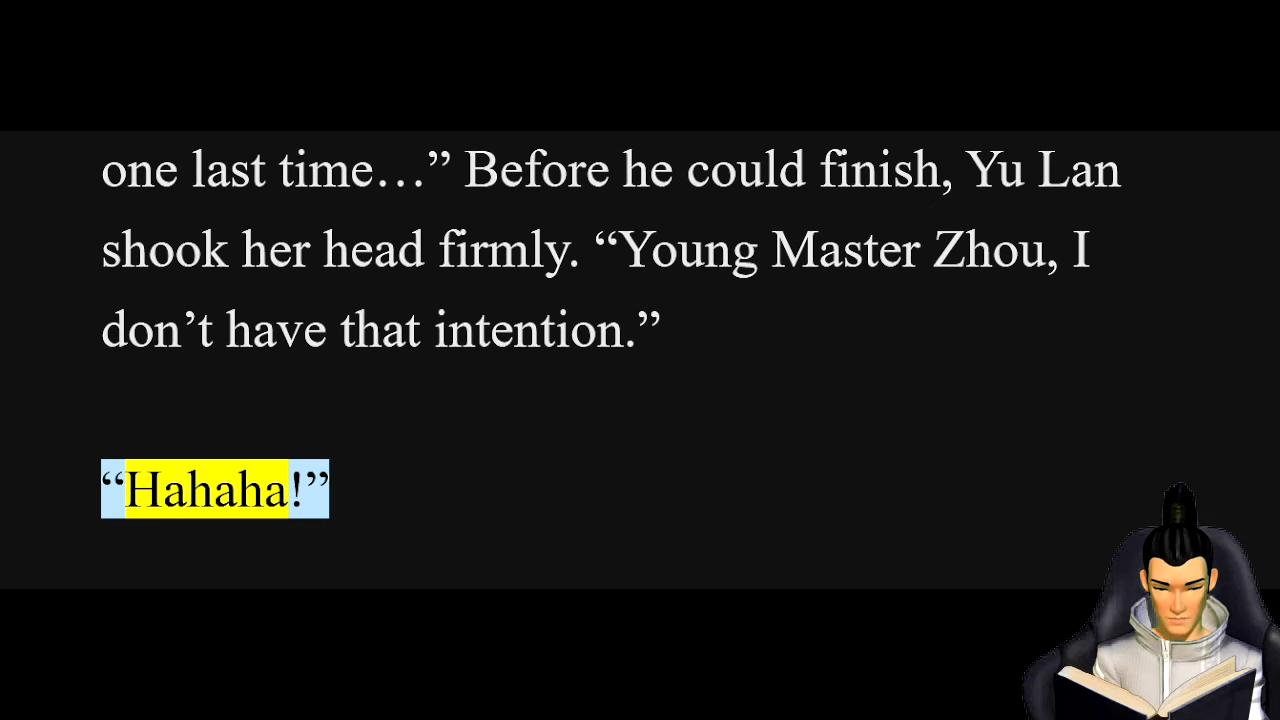 one last time…” Before he could finish, Yu Lan
shook her head firmly. “Young Master Zhou, I
don’t have that intention.”
“Hahaha!”